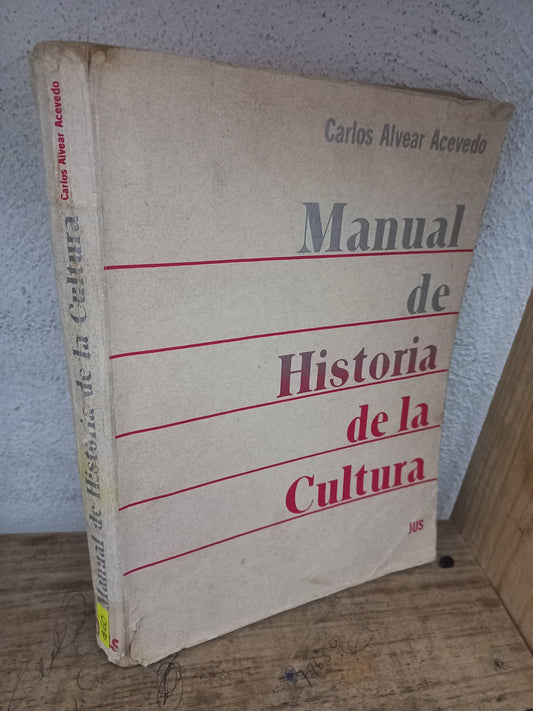 Carlos Alvear Acevedo
Manual
de
Historia
de la
Cultura
JUS
Manual de Historia de la Cultura
Carlos Alvear Acevedo